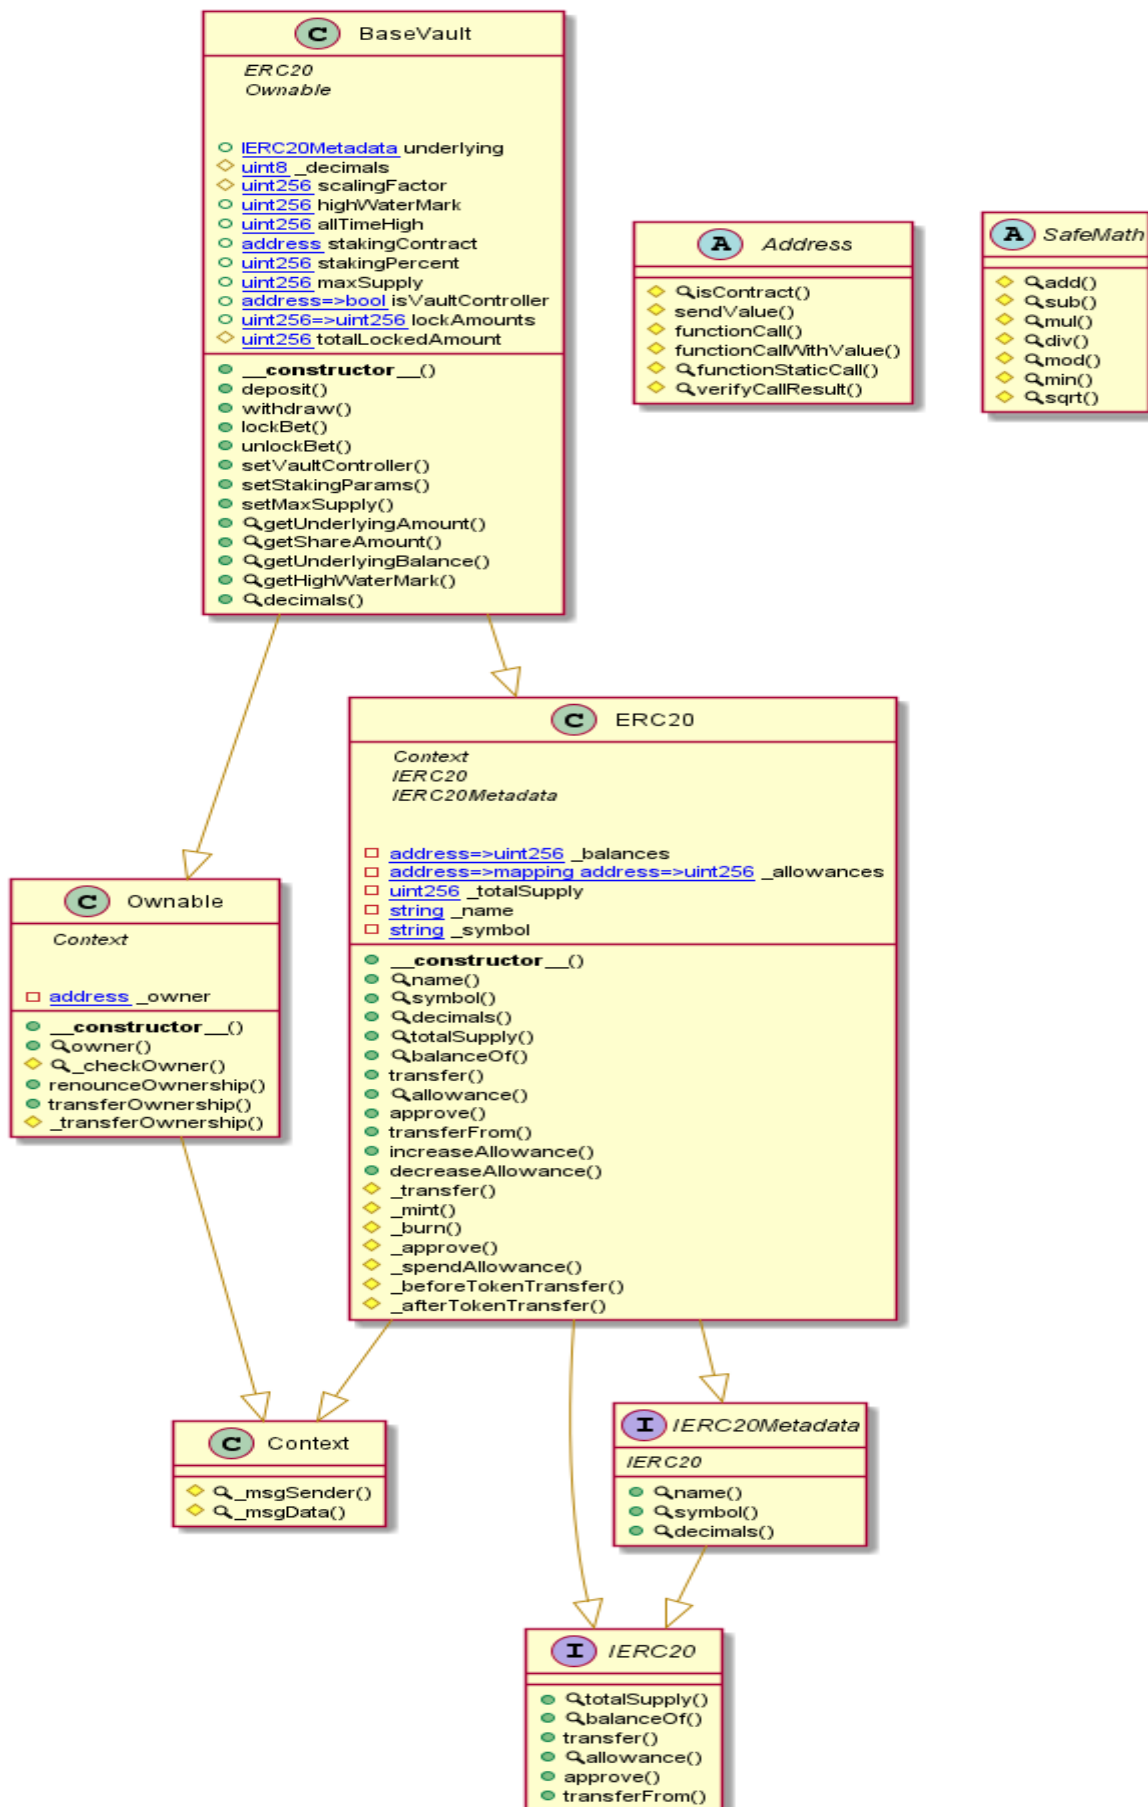 C BaseVault
ERC20
Ownable
IERC20Metadata underlying
uint8 _decimals
uint256 scalingFactor
uint256 highWaterMark
uint256 allTimeHigh
address stakingContract
uint256 stakingPercent
uint256 maxSupply
address=>bool isVaultController
uint256=>uint256 lockAmounts
uint256 totalLockedAmount
__constructor__()
deposit()
withdraw()
lockBet()
unlockBet()
setVaultController()
setStakingParams()
setMaxSupply()
getUnderlyingAmount()
getShareAmount()
getUnderlyingBalance()
getHighWaterMark()
decimals()
A Address
isContract()
sendValue()
functionCall()
functionCallWithValue()
functionStaticCall()
verifyCallResult()
A SafeMath
add()
sub()
mul()
div()
mod()
min()
sqrt()
C ERC20
Context
IERC20
IERC20Metadata
address=>uint256 _balances
address=>mapping address=>uint256 _allowances
uint256 _totalSupply
string _name
string _symbol
__constructor__()
name()
symbol()
decimals()
totalSupply()
balanceOf()
transfer()
allowance()
approve()
transferFrom()
increaseAllowance()
decreaseAllowance()
_transfer()
_mint()
_burn()
_approve()
_spendAllowance()
_beforeTokenTransfer()
_afterTokenTransfer()
C Ownable
Context
address _owner
__constructor__()
owner()
_checkOwner()
renounceOwnership()
transferOwnership()
_transferOwnership()
C Context
_msgSender()
_msgData()
I IERC20Metadata
IERC20
name()
symbol()
decimals()
I IERC20
totalSupply()
balanceOf()
transfer()
allowance()
approve()
transferFrom()